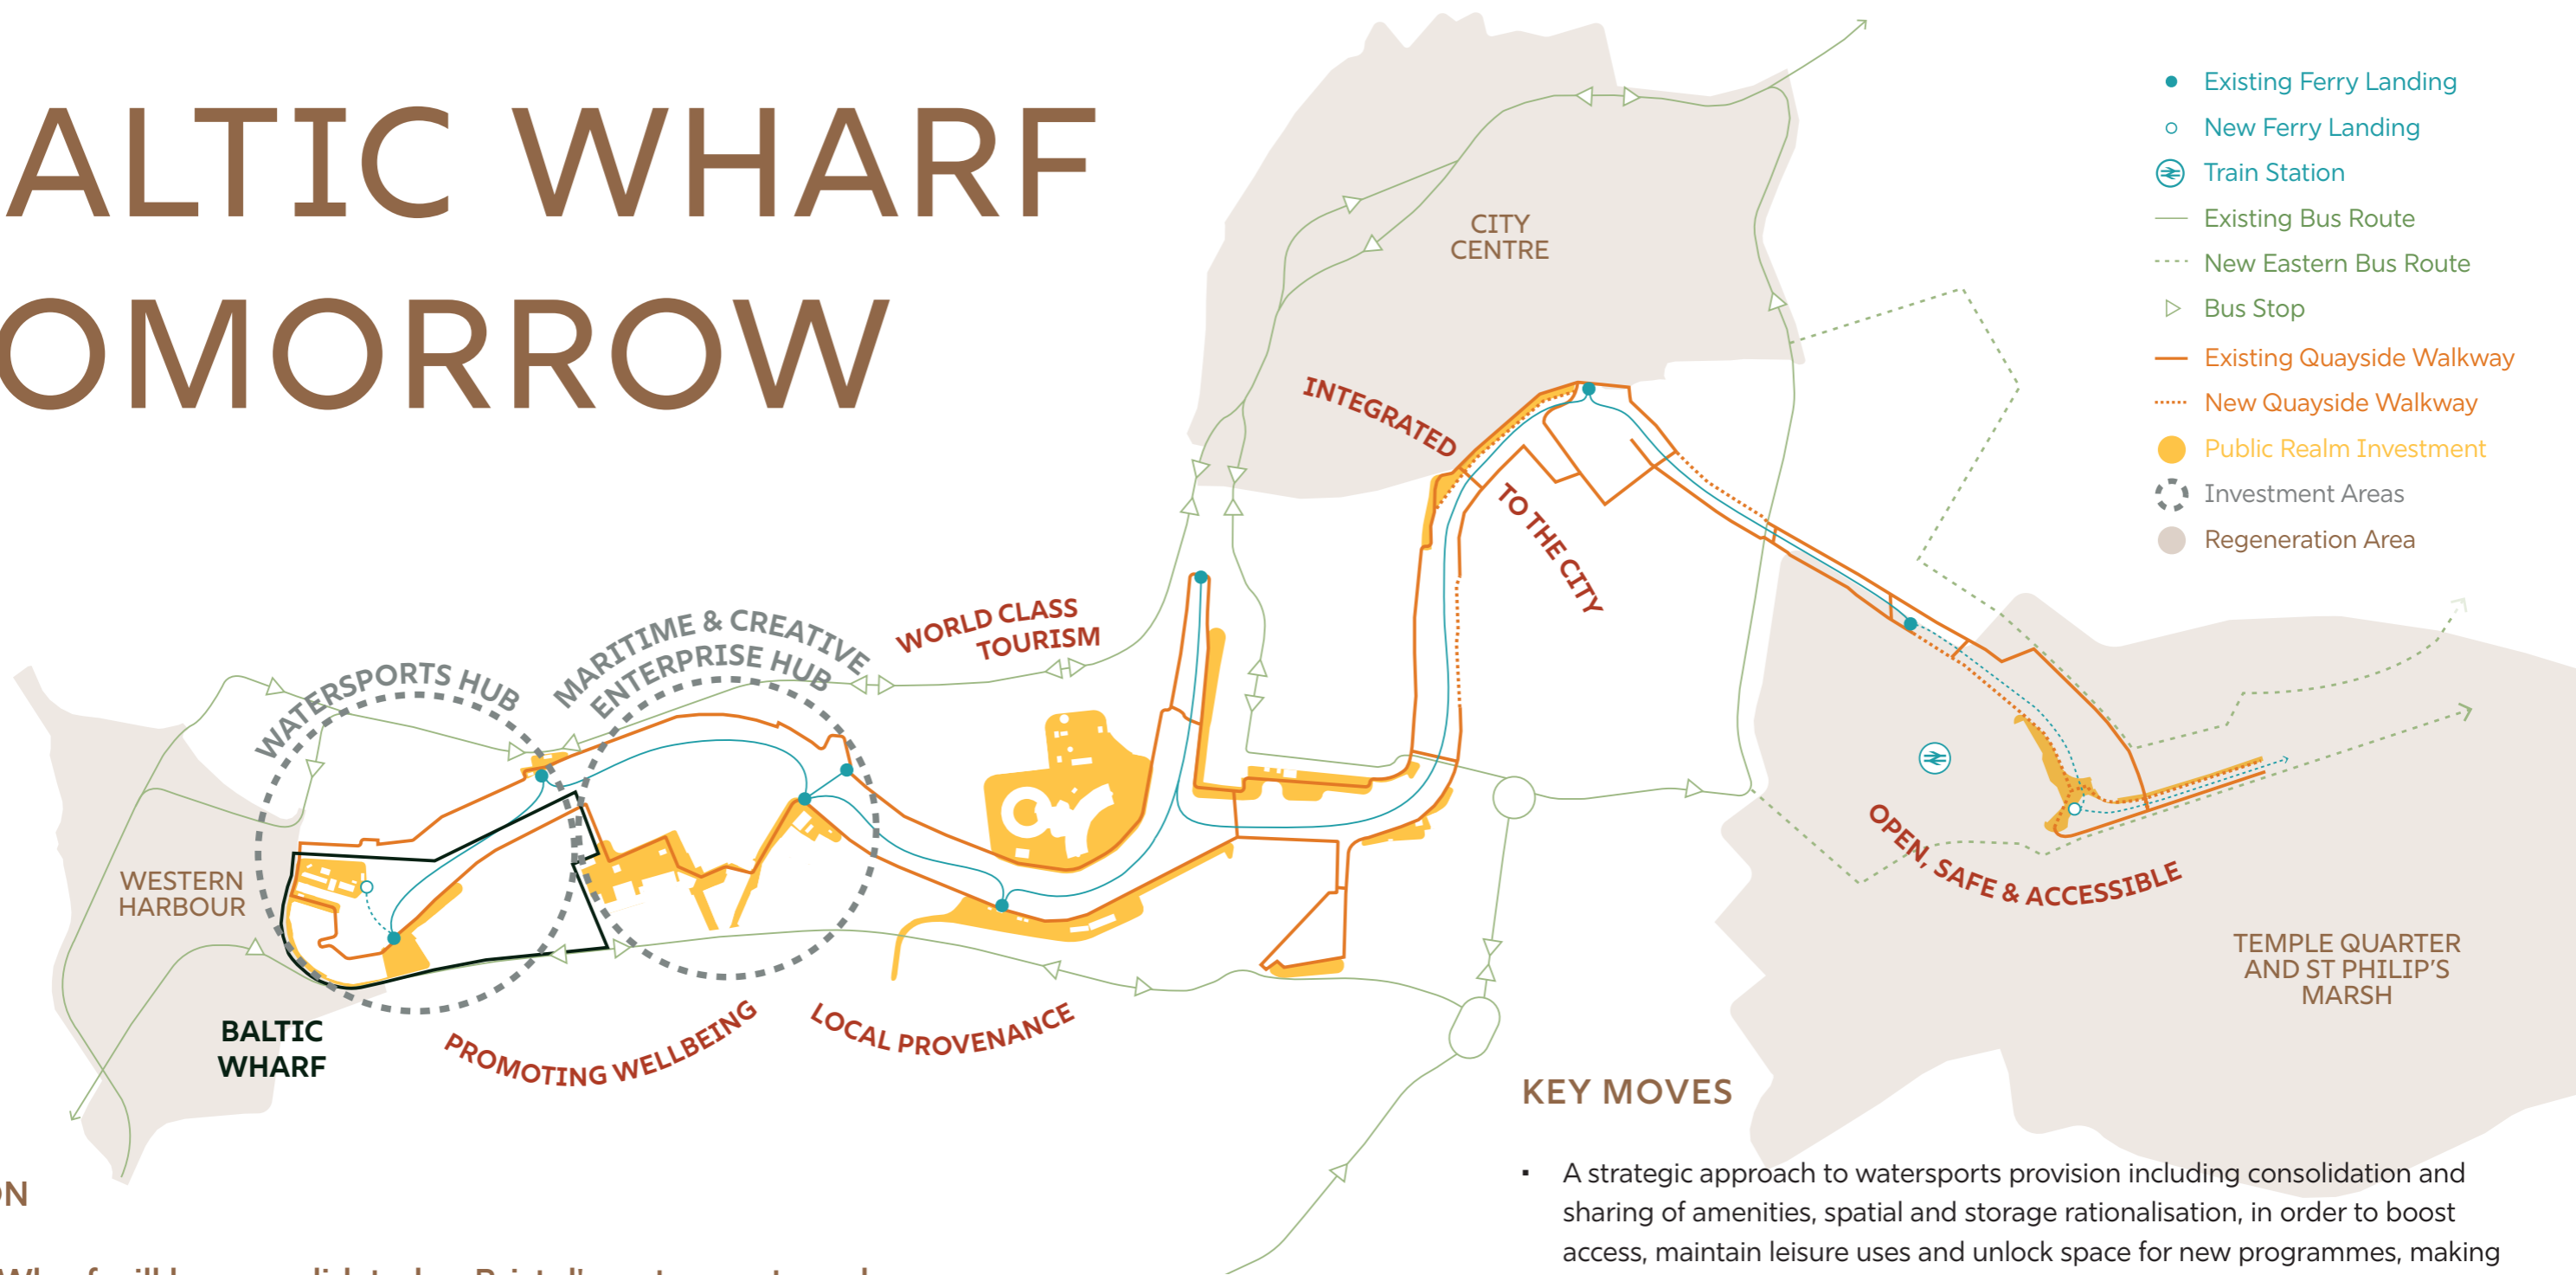 ALTIC WHARF
OMORROW
Existing Ferry Landing
New Ferry Landing
Train Station
Existing Bus Route
New Eastern Bus Route
Bus Stop
Existing Quayside Walkway
New Quayside Walkway
Public Realm Investment
Investment Areas
Regeneration Area
CITY
CENTRE
INTEGRATED
TO THE CITY
WORLD CLASS
TOURISM
MARITIME & CREATIVE
ENTERPRISE HUB
WATERSPORTS HUB
WESTERN
HARBOUR
BALTIC
WHARF
PROMOTING WELLBEING
LOCAL PROVENANCE
OPEN, SAFE & ACCESSIBLE
TEMPLE QUARTER
AND ST PHILIP'S
MARSH
KEY MOVES
▪ A strategic approach to watersports provision including consolidation and
sharing of amenities, spatial and storage rationalisation, in order to boost
access, maintain leisure uses and unlock space for new programmes, making
ON